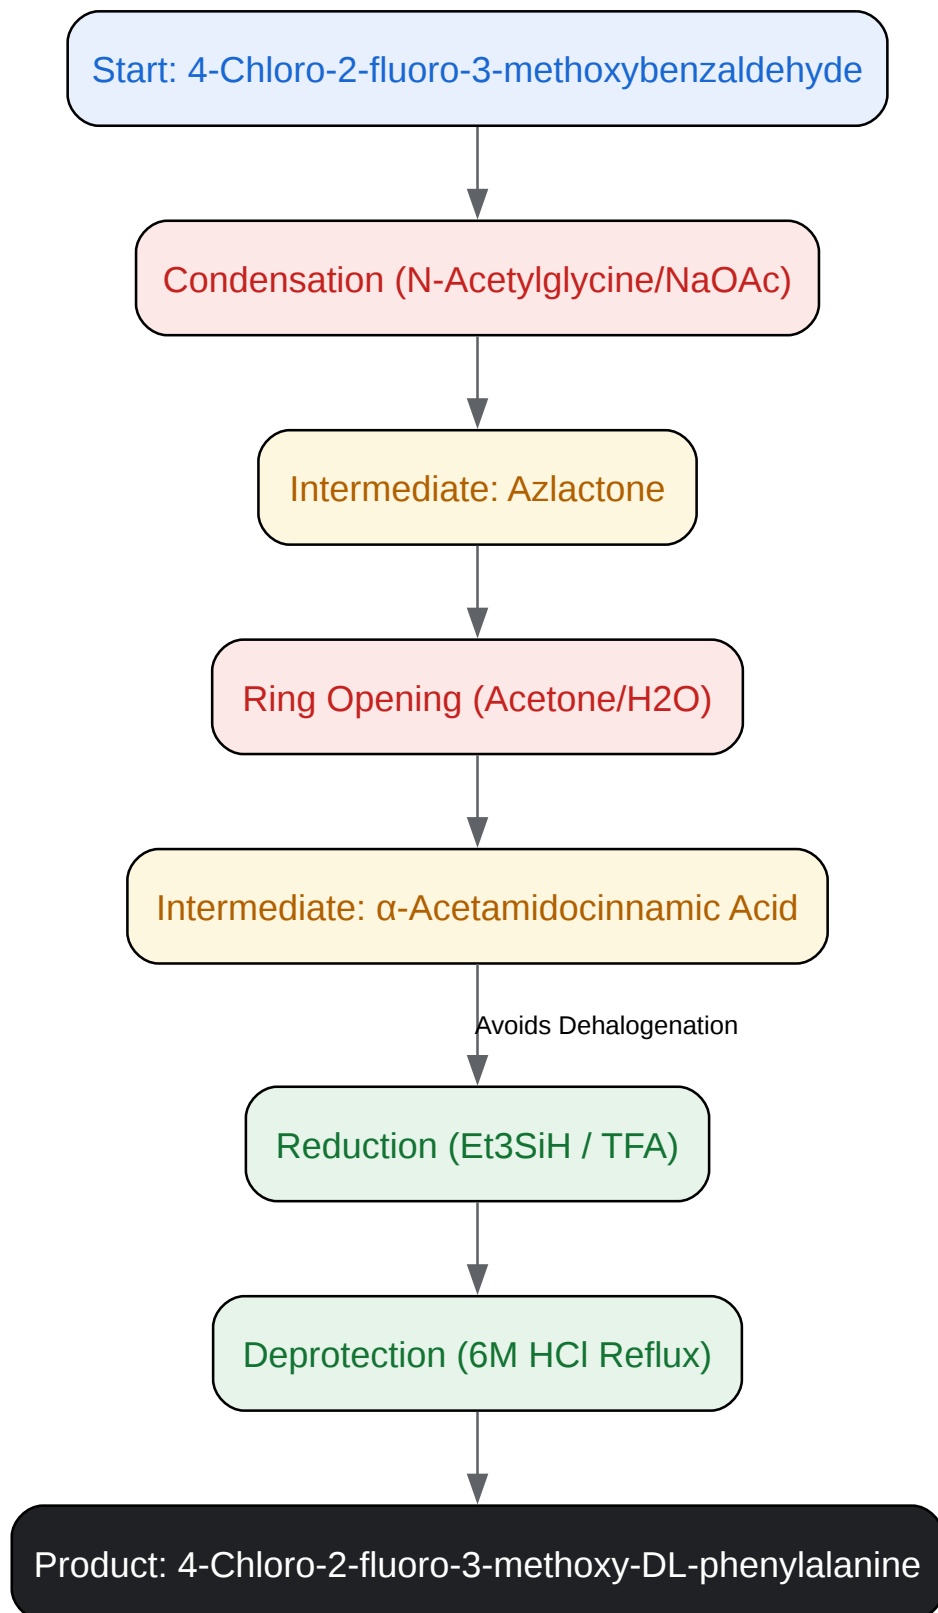 Start: 4-Chloro-2-fluoro-3-methoxybenzaldehyde
Condensation (N-Acetylglycine/NaOAc)
Intermediate: Azlactone
Ring Opening (Acetone/H2O)
Intermediate: α-Acetamidocinnamic Acid
Avoids Dehalogenation
Reduction (Et3SiH / TFA)
Deprotection (6M HCl Reflux)
Product: 4-Chloro-2-fluoro-3-methoxy-DL-phenylalanine